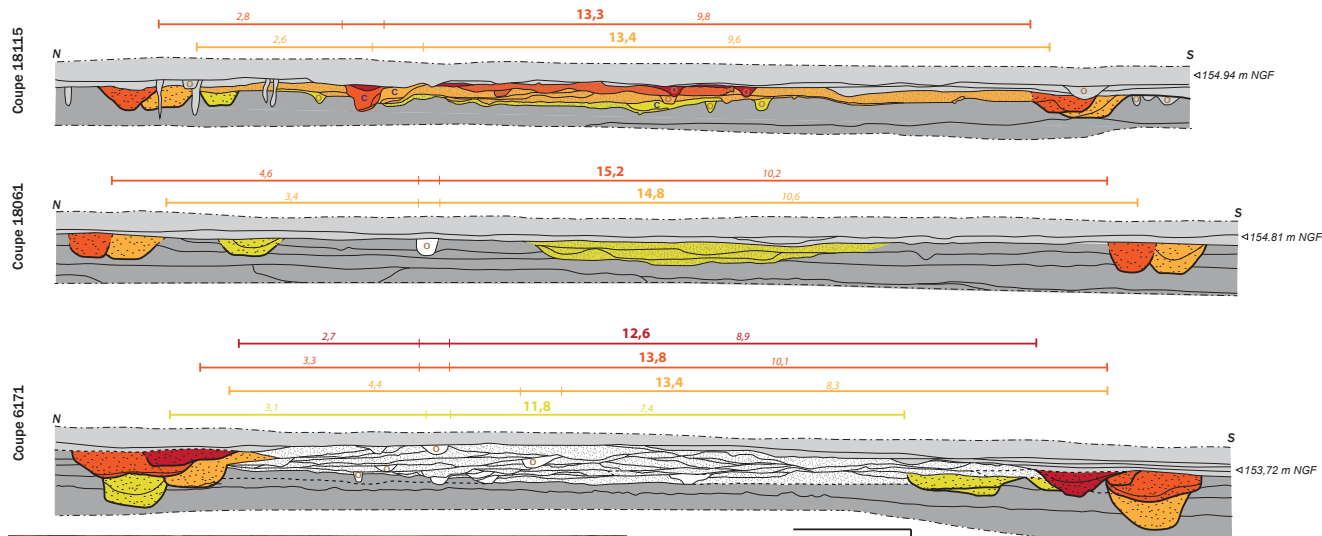 2,8 13,3 9,8
2,6 13,4 9,6
Coupe 18115
N S
154.94 m NGF
O
C C O O
C O O
O
O O
4,6 15,2 10,2
3,4 14,8 10,6
Coupe 18061
N S
154.81 m NGF
O
2,7 12,6 8,9
3,3 13,8 10,1
4,4 13,4 8,3
3,1 11,8 7,4
Coupe 6171
N S
153,72 m NGF
O
O
O
O